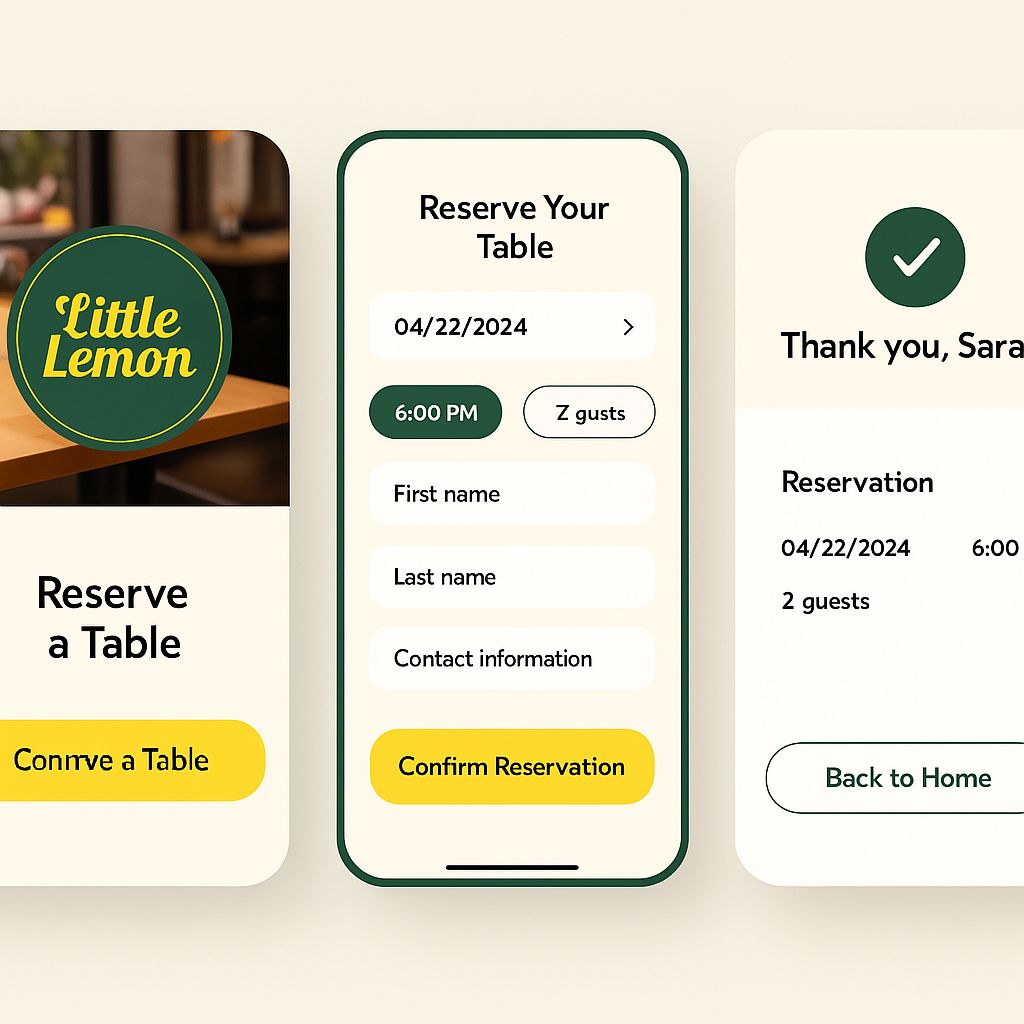 Little
Lemon
Reserve
a Table
Conmve a Table
Reserve Your
Table
04/22/2024
6:00 PM
Z gusts
First name
Last name
Contact information
Confirm Reservation
Thank you, Sara
Reservation
04/22/2024 6:00
2 guests
Back to Home